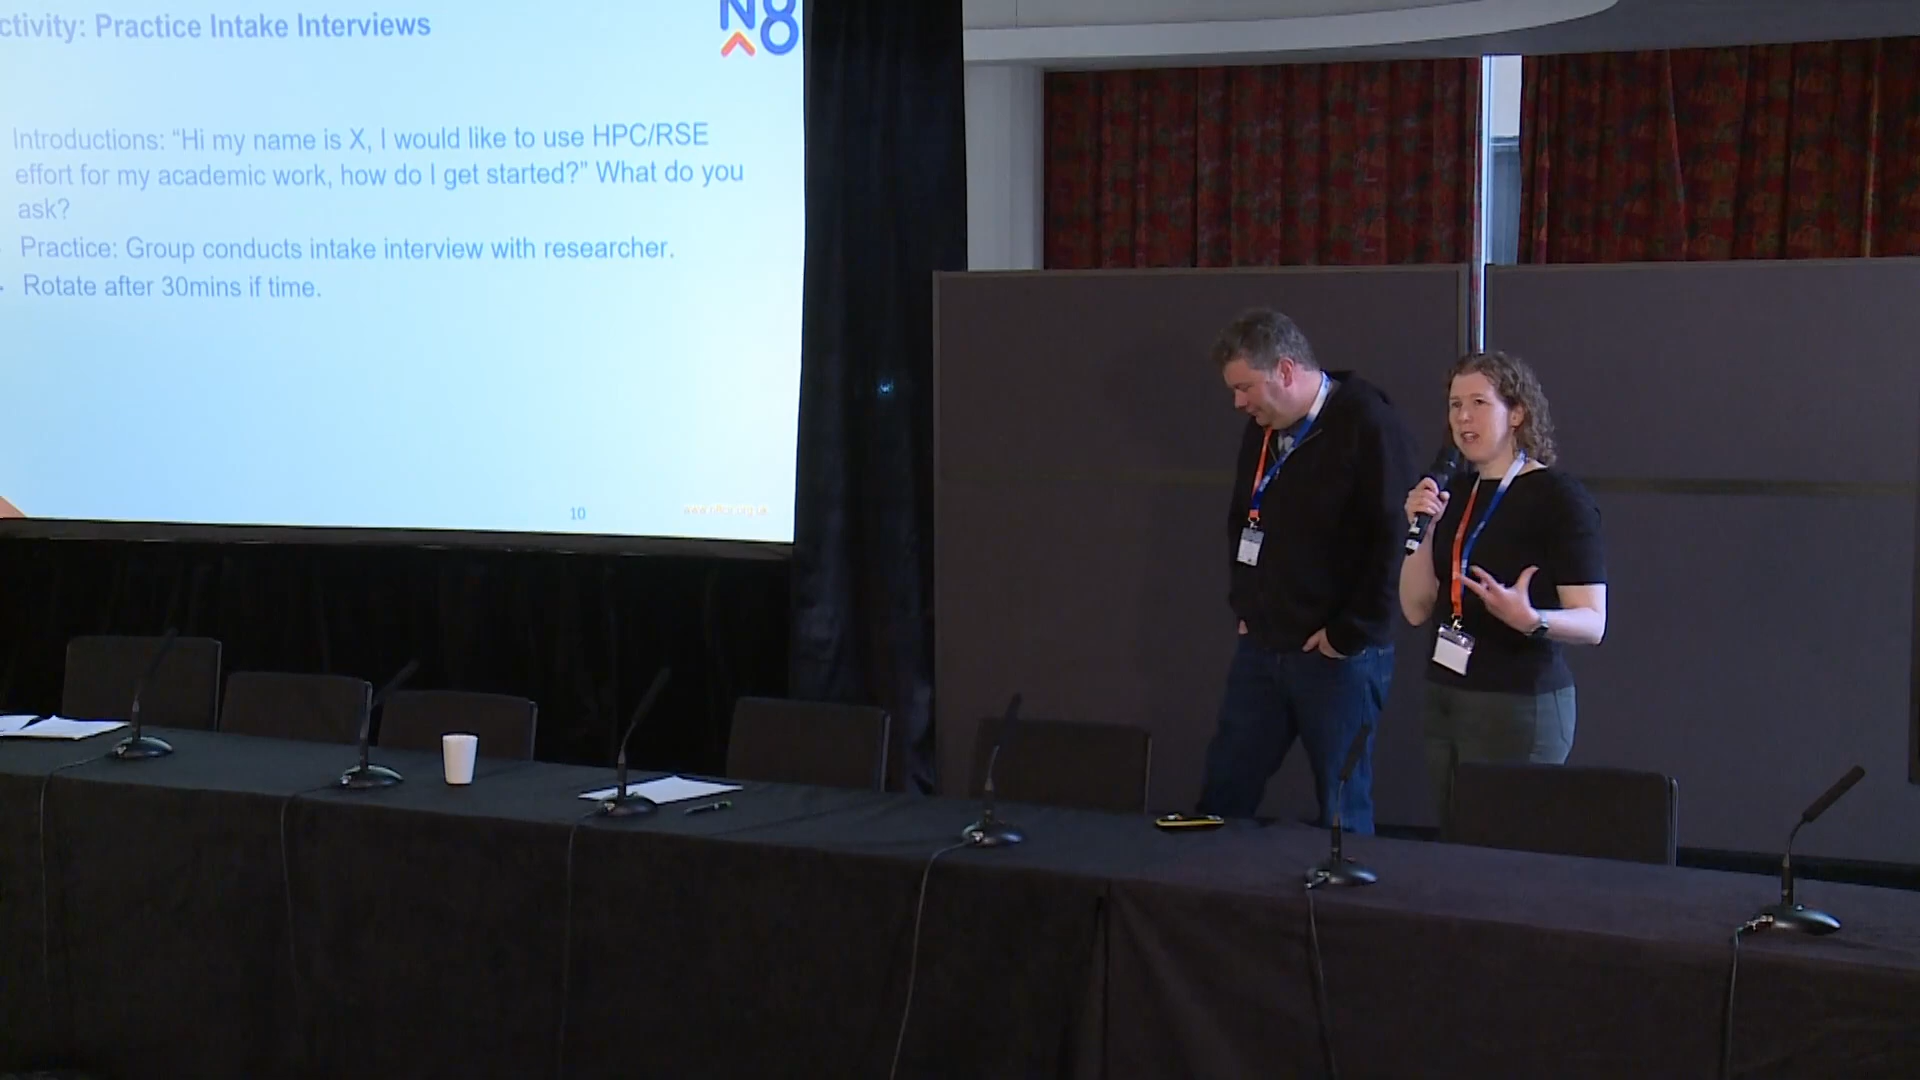 ctivity: Practice Intake Interviews
N8
Introductions: “Hi my name is X, I would like to use HPC/RSE
effort for my academic work, how do I get started?” What do you
ask?
Practice: Group conducts intake interview with researcher.
Rotate after 30mins if time.
10